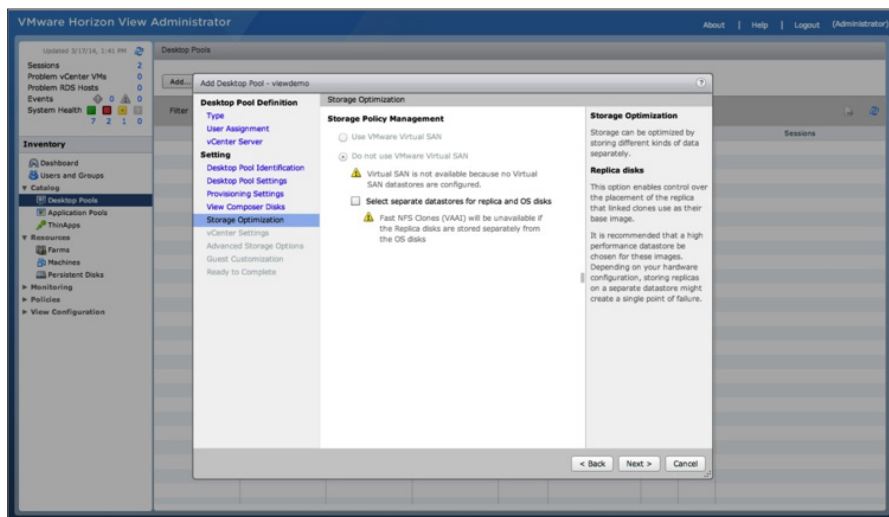 VMware Horizon View Administrator
About | Help | Logout (Administrator)
Updated 3/17/14, 1:41 PM
Sessions 2
Problem vCenter VMs 0
Problem RDS Hosts 0
Events 0 0
System Health
7 2 1 0
Inventory
Dashboard
Users and Groups
Catalog
Desktop Pools
Application Pools
ThinApps
Resources
Farms
Machines
Persistent Disks
Monitoring
Policies
View Configuration
Desktop Pools
Add...
Filter
Sessions
Add Desktop Pool - viewdemo
?
Desktop Pool Definition
Type
User Assignment
vCenter Server
Setting
Desktop Pool Identification
Desktop Pool Settings
Provisioning Settings
View Composer Disks
Storage Optimization
vCenter Settings
Advanced Storage Options
Guest Customization
Ready to Complete
Storage Optimization
Storage Policy Management
Use VMware Virtual SAN
Do not use VMware Virtual SAN
Virtual SAN is not available because no Virtual
SAN datastores are configured.
Select separate datastores for replica and OS disks
Fast NFS Clones (VAAI) will be unavailable if
the Replica disks are stored separately from
the OS disks
Storage Optimization
Storage can be optimized by
storing different kinds of data
separately.
Replica disks
This option enables control over
the placement of the replica
that linked clones use as their
base image.
It is recommended that a high
performance datastore be
chosen for these images.
Depending on your hardware
configuration, storing replicas
on a separate datastore might
create a single point of failure.
< Back
Next >
Cancel